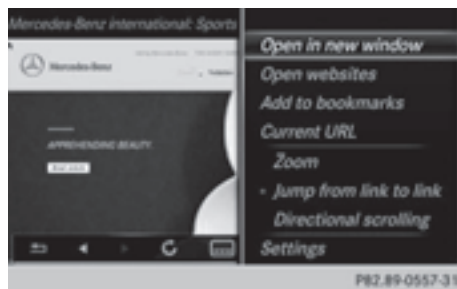 Mercedes-Benz international: Sports
Mercedes-Benz
APPREHENDING BEAUTY.
Open in new window
Open websites
Add to bookmarks
Current URL
Zoom
Jump from link to link
Directional scrolling
Settings
P82.89-0557-31